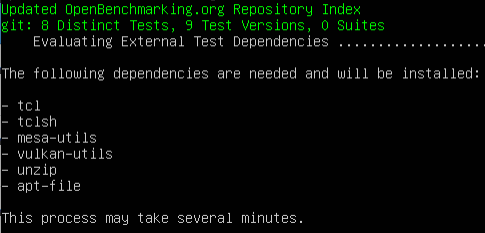 Updated OpenBenchmarking.org Repository Index
git: 8 Distinct Tests, 9 Test Versions, 0 Suites
Evaluating External Test Dependencies ..................
The following dependencies are needed and will be installed:
- tcl
- tclsh
- mesa-utils
- vulkan-utils
- unzip
- apt-file
This process may take several minutes.